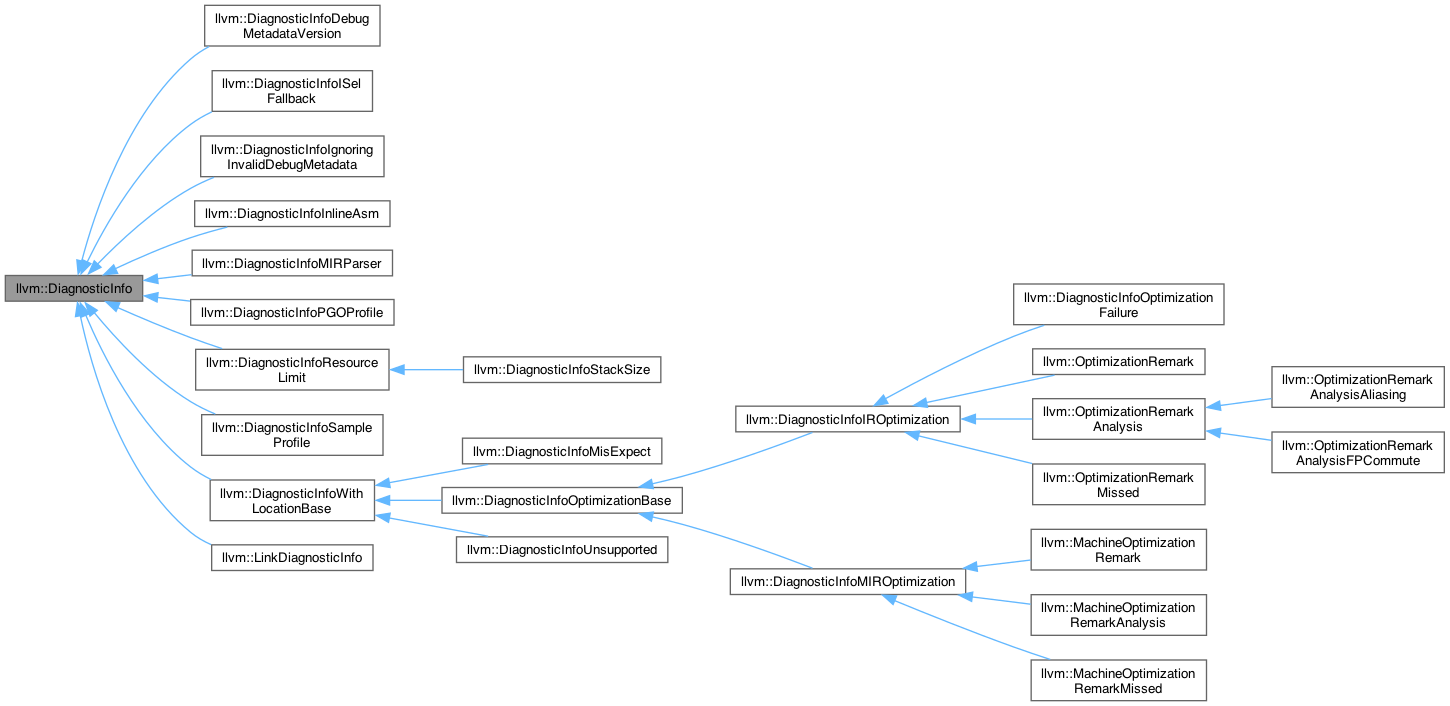 llvm::DiagnosticInfo
llvm::DiagnosticInfoDebug
MetadataVersion
llvm::DiagnosticInfoISel
Fallback
llvm::DiagnosticInfoIgnoring
InvalidDebugMetadata
llvm::DiagnosticInfoInlineAsm
llvm::DiagnosticInfoMIRParser
llvm::DiagnosticInfoPGOProfile
llvm::DiagnosticInfoResource
Limit
llvm::DiagnosticInfoSample
Profile
llvm::DiagnosticInfoWith
LocationBase
llvm::LinkDiagnosticInfo
llvm::DiagnosticInfoStackSize
llvm::DiagnosticInfoMisExpect
llvm::DiagnosticInfoOptimizationBase
llvm::DiagnosticInfoUnsupported
llvm::DiagnosticInfoIROptimization
llvm::DiagnosticInfoMIROptimization
llvm::DiagnosticInfoOptimization
Failure
llvm::OptimizationRemark
llvm::OptimizationRemark
Analysis
llvm::OptimizationRemark
Missed
llvm::MachineOptimization
Remark
llvm::MachineOptimization
RemarkAnalysis
llvm::MachineOptimization
RemarkMissed
llvm::OptimizationRemark
AnalysisAliasing
llvm::OptimizationRemark
AnalysisFPCommute